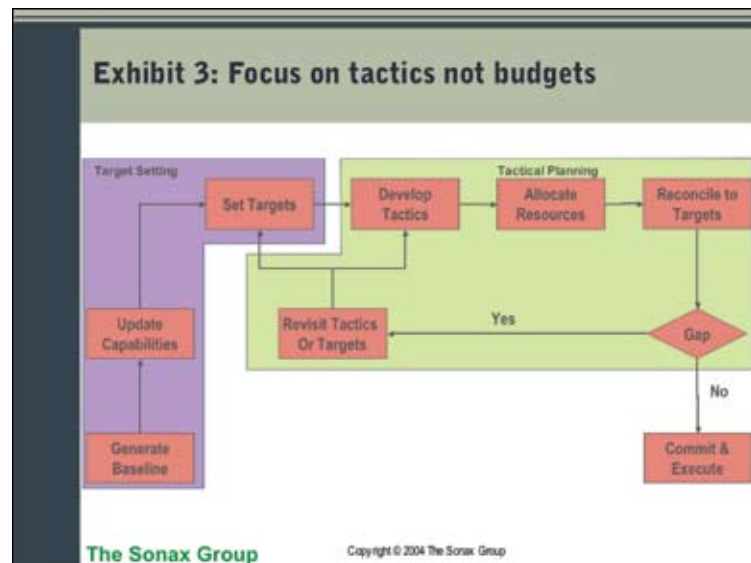 Exhibit 3: Focus on tactics not budgets
Target Setting
Tactical Planning
Set Targets
Develop
Tactics
Allocate
Resources
Reconcile to
Targets
Update
Capabilities
Revisit Tactics
Or Targets
Yes
Gap
No
Generate
Baseline
Commit &
Execute
The Sonax Group
Copyright © 2004 The Sonax Group